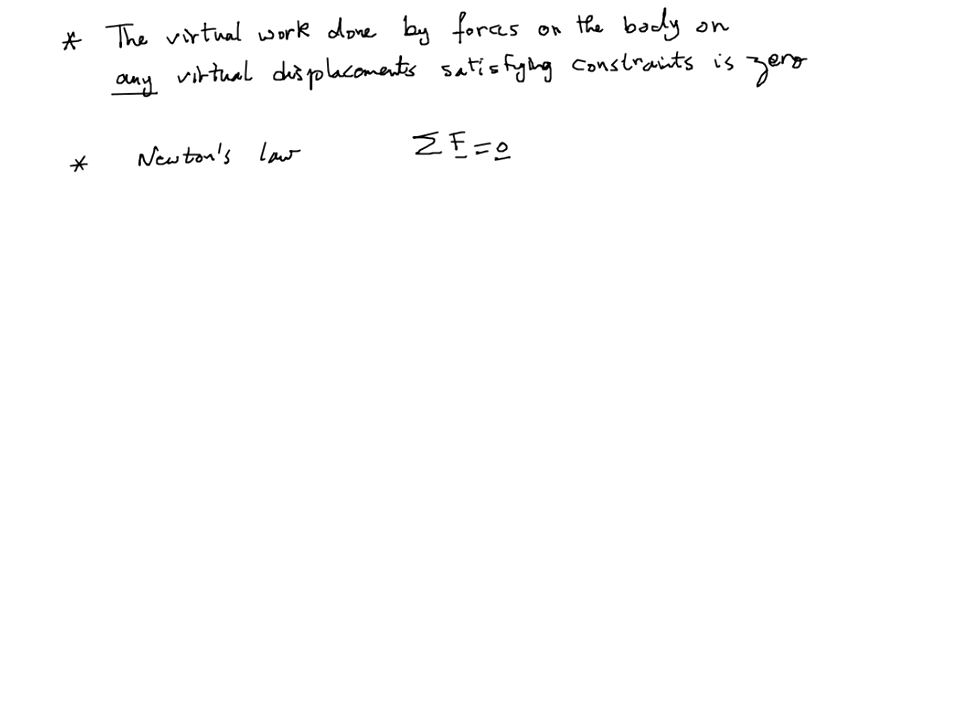 * The virtual work done by forces on the body on
any virtual displacements satisfying constraints is zero
* Newton's law Σ F = 0